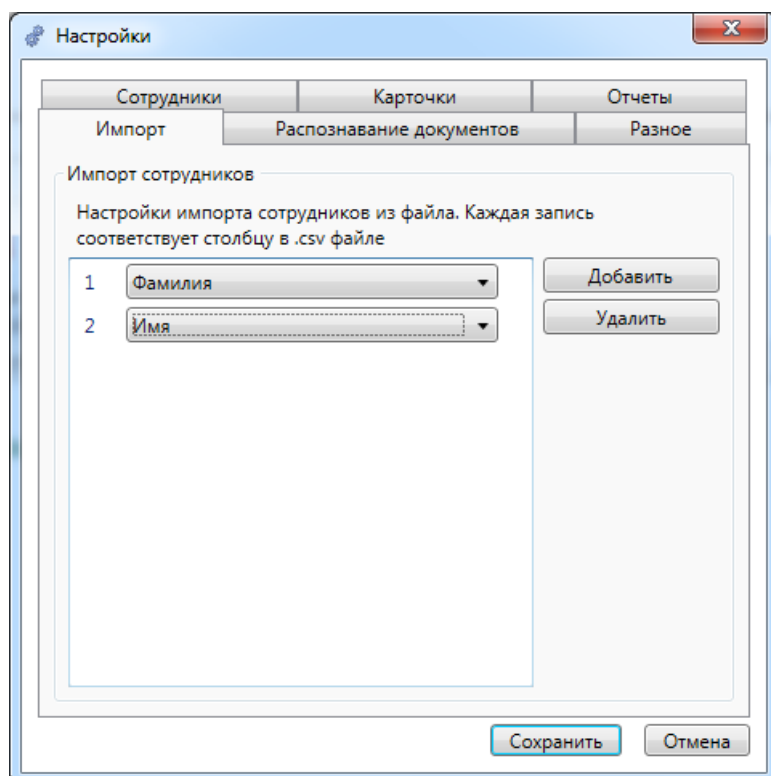 Настройки
Сотрудники
Карточки
Отчеты
Импорт
Распознавание документов
Разное
Импорт сотрудников
Настройки импорта сотрудников из файла. Каждая запись
соответствует столбцу в .csv файле
1 Фамилия
Добавить
2 Имя
Удалить
Сохранить
Отмена